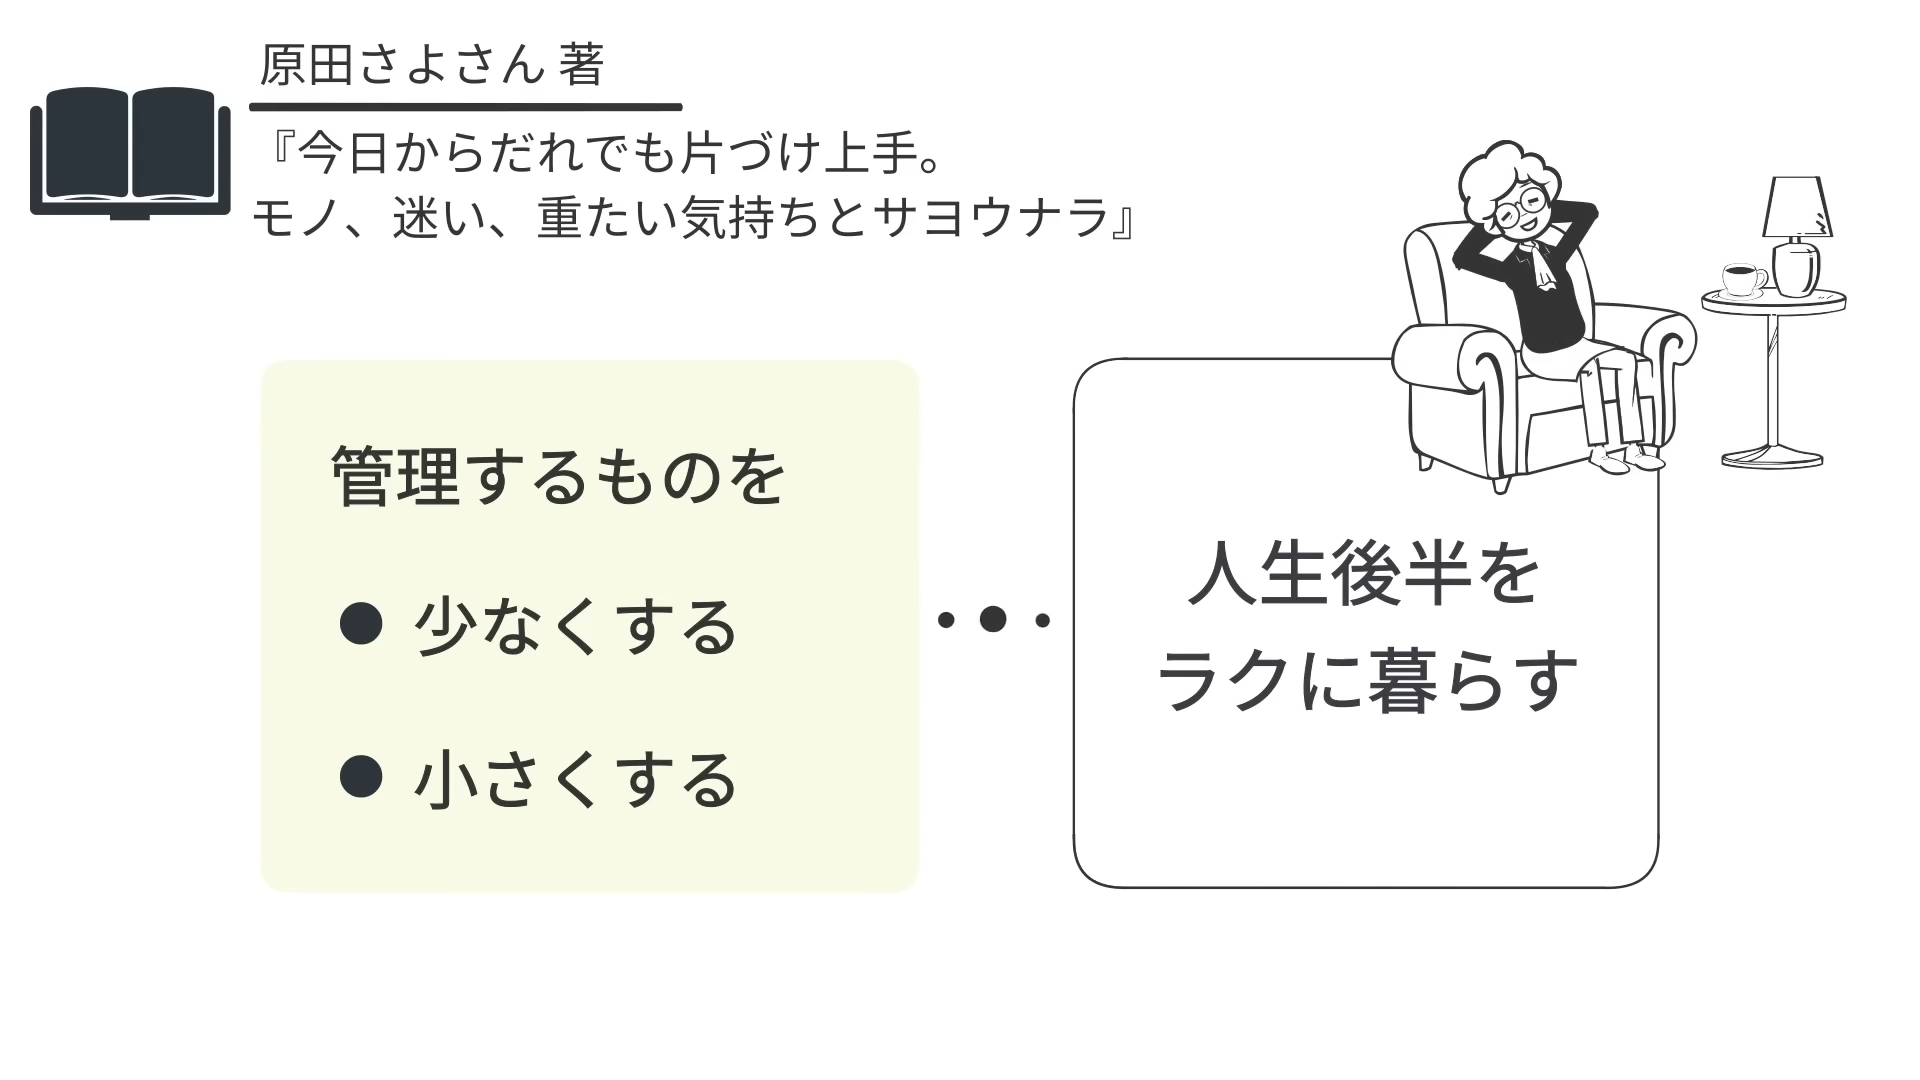 原田さよさん 著
『今日からだれでも片づけ上手。
モノ、迷い、重たい気持ちとサヨウナラ』
管理するものを
● 少なくする
● 小さくする
人生後半を
ラクに暮らす